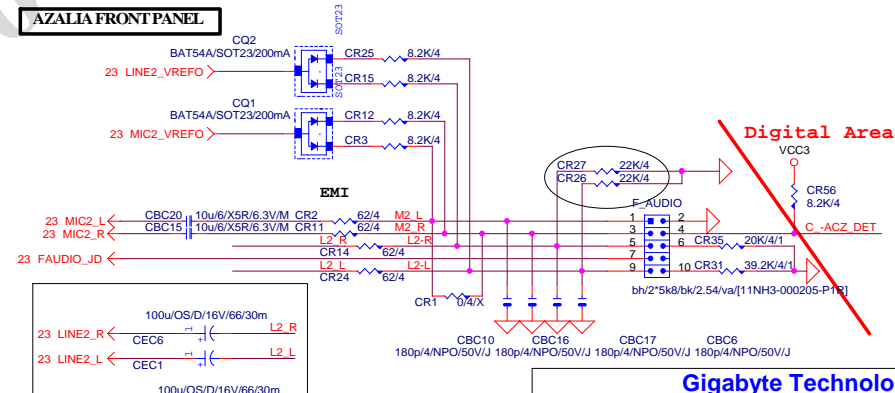 AZALIA FRONT PANEL
SOT23
CQ2
BAT54A/SOT23/200mA
23 LINE2_VREFO
CR25 8.2K/4
CR15 8.2K/4
SOT23
CQ1
BAT54A/SOT23/200mA
23 MIC2_VREFO
CR12 8.2K/4
CR3 8.2K/4
Digital Area
VCC3
CR56
8.2K/4
CR27 22K/4
CR26 22K/4
EMI
F_AUDIO
23 MIC2_L CBC20 10u/6/X5R/6.3V/M CR2 62/4 M2_L 1 2
23 MIC2_R CBC15 10u/6/X5R/6.3V/M CR11 62/4 M2_R 3 4 C_-ACZ_DET
L2_R L2-R 5 6 CR35 20K/4/1
CR14 62/4
23 FAUDIO_JD 7 8
L2_L L2-L 9 10 CR31 39.2K/4/1
CR24 62/4
bh/2*5k8/bk/2.54/va/[11NH3-000205-P1R]
CR1 0/4/X
100u/OS/D/16V/66/30m
23 LINE2_R 1 L2_R
CEC6
23 LINE2_L 1 L2_L
CEC1
100u/OS/D/16V/66/30m
CBC10 CBC16 CBC17 CBC6
180p/4/NPO/50V/J 180p/4/NPO/50V/J 180p/4/NPO/50V/J 180p/4/NPO/50V/J
Gigabyte Technolo